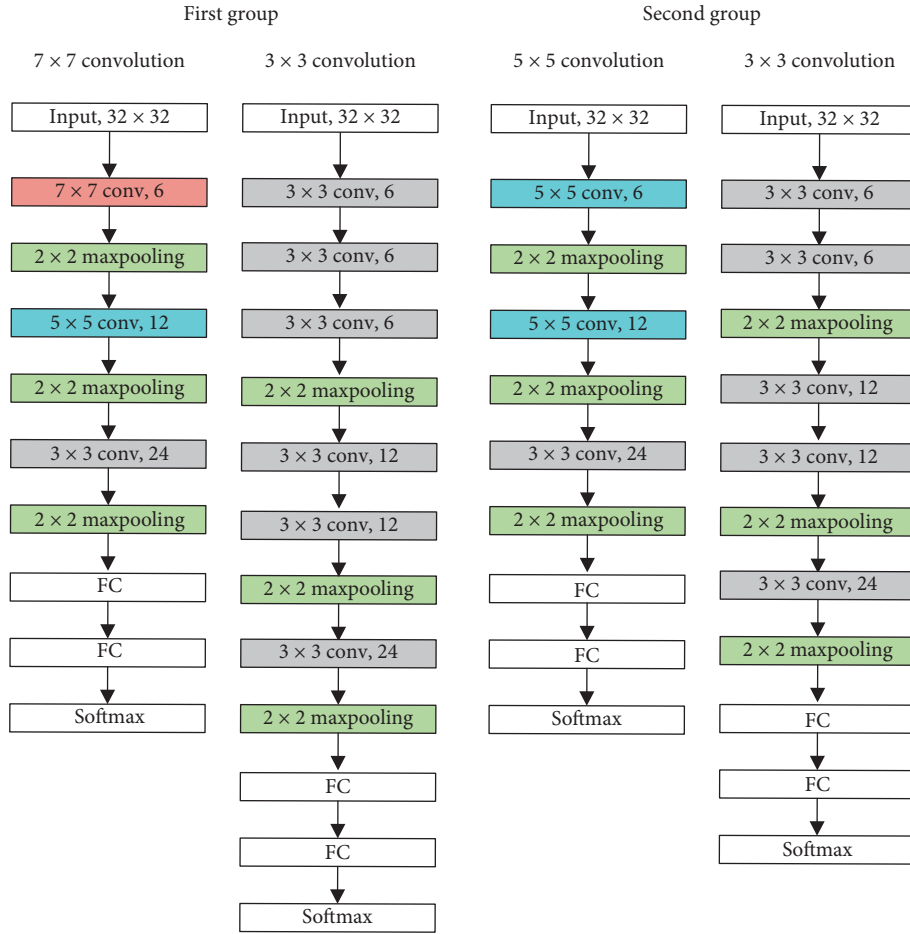 First group
7 × 7 convolution
Input, 32 × 32
7 × 7 conv, 6
2 × 2 maxpooling
5 × 5 conv, 12
2 × 2 maxpooling
3 × 3 conv, 24
2 × 2 maxpooling
FC
FC
Softmax
3 × 3 convolution
Input, 32 × 32
3 × 3 conv, 6
3 × 3 conv, 6
3 × 3 conv, 6
2 × 2 maxpooling
3 × 3 conv, 12
3 × 3 conv, 12
2 × 2 maxpooling
3 × 3 conv, 24
2 × 2 maxpooling
FC
FC
Softmax
Second group
5 × 5 convolution
Input, 32 × 32
5 × 5 conv, 6
2 × 2 maxpooling
5 × 5 conv, 12
2 × 2 maxpooling
3 × 3 conv, 24
2 × 2 maxpooling
FC
FC
Softmax
3 × 3 convolution
Input, 32 × 32
3 × 3 conv, 6
3 × 3 conv, 6
2 × 2 maxpooling
3 × 3 conv, 12
3 × 3 conv, 12
2 × 2 maxpooling
3 × 3 conv, 24
2 × 2 maxpooling
FC
FC
Softmax